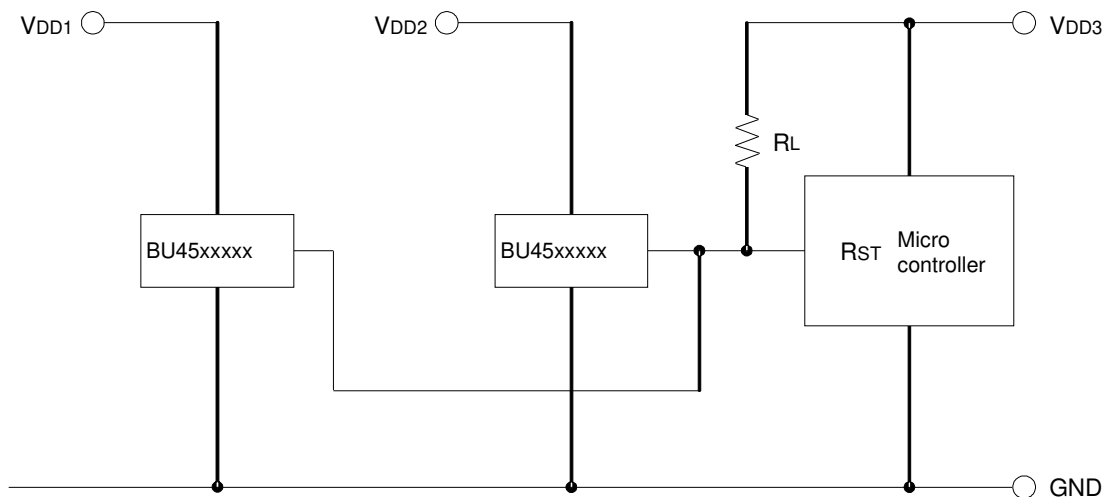 VDD1
VDD2
VDD3
RL
BU45xxxxx
BU45xxxxx
RST
Micro
controller
GND